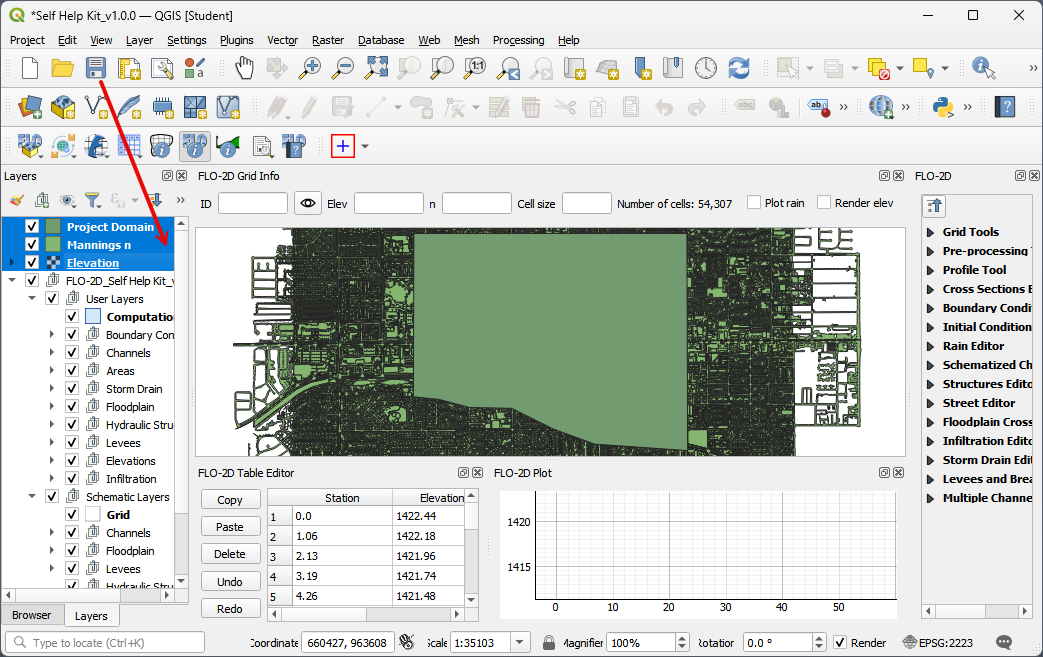 *Self Help Kit_v1.0.0 — QGIS [Student]
Project Edit View Layer Settings Plugins Vector Raster Database Web Mesh Processing Help
a
1:1
abc
ab
»
+
Layers
FLO-2D Grid Info
FLO-2D
ID
Elev
n
Cell size
Number of cells: 54,307
Plot rain
Render elev
Project Domain
Mannings n
Elevation
FLO-2D_Self Help Kit_v
User Layers
Computatio
Boundary Con
Channels
Areas
Storm Drain
Floodplain
Hydraulic Stru
Levees
Elevations
Infiltration
Schematic Layers
Grid
Channels
Floodplain
Levees
Hydraulic Stru
Browser
Layers
Grid Tools
Pre-processing T
Profile Tool
Cross Sections E
Boundary Condi
Initial Condition
Rain Editor
Schematized Ch
Structures Edito
Street Editor
Floodplain Cross
Infiltration Edito
Storm Drain Edi
Levees and Brea
Multiple Channe
FLO-2D Table Editor
Copy
Paste
Delete
Undo
Redo
Station Elevation
1 0.0 1422.44
2 1.06 1422.18
3 2.13 1421.96
4 3.19 1421.74
5 4.26 1421.48
FLO-2D Plot
1420
1415
0 10 20 30 40 50
Type to locate (Ctrl+K)
Coordinate 660427, 963608
Scale 1:35103
Magnifier 100%
Rotation 0.0 °
Render
EPSG:2223